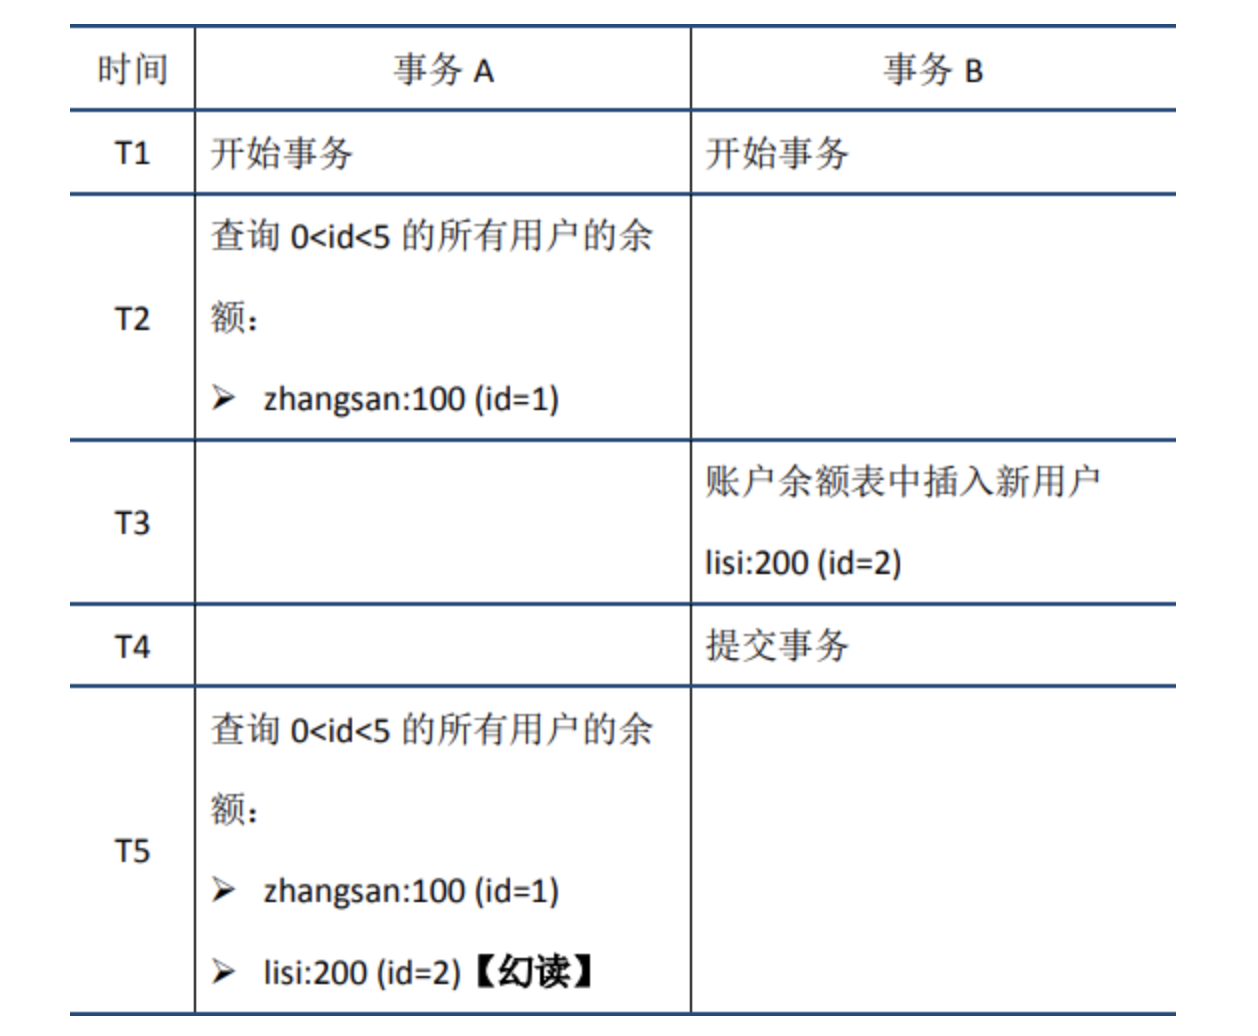 时间 事务 A 事务 B
T1 开始事务 开始事务
T2 查询 0<id<5 的所有用户的余
额：
➢ zhangsan:100 (id=1)
T3 账户余额表中插入新用户
lisi:200 (id=2)
T4 提交事务
T5 查询 0<id<5 的所有用户的余
额：
➢ zhangsan:100 (id=1)
➢ lisi:200 (id=2)【幻读】